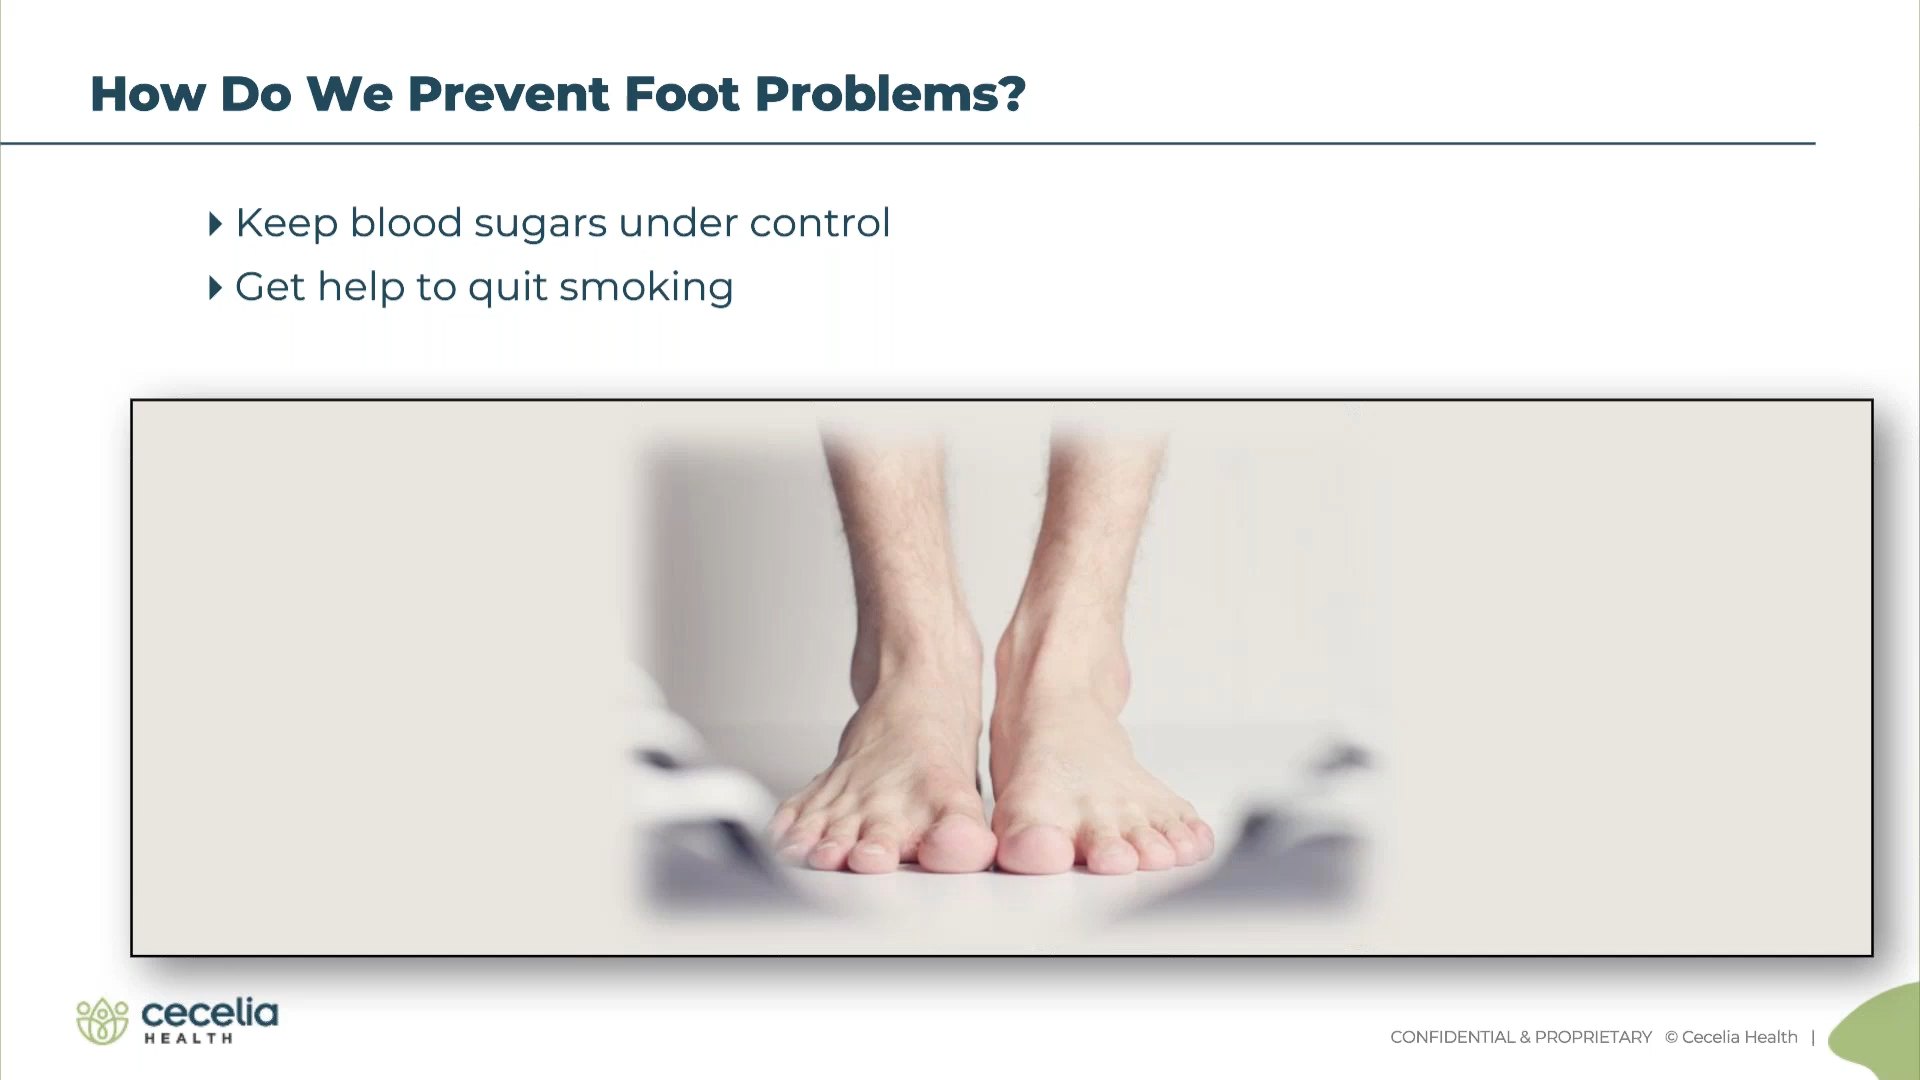 How Do We Prevent Foot Problems?
Keep blood sugars under control
Get help to quit smoking
cecelia
HEALTH
CONFIDENTIAL & PROPRIETARY © Cecelia Health |